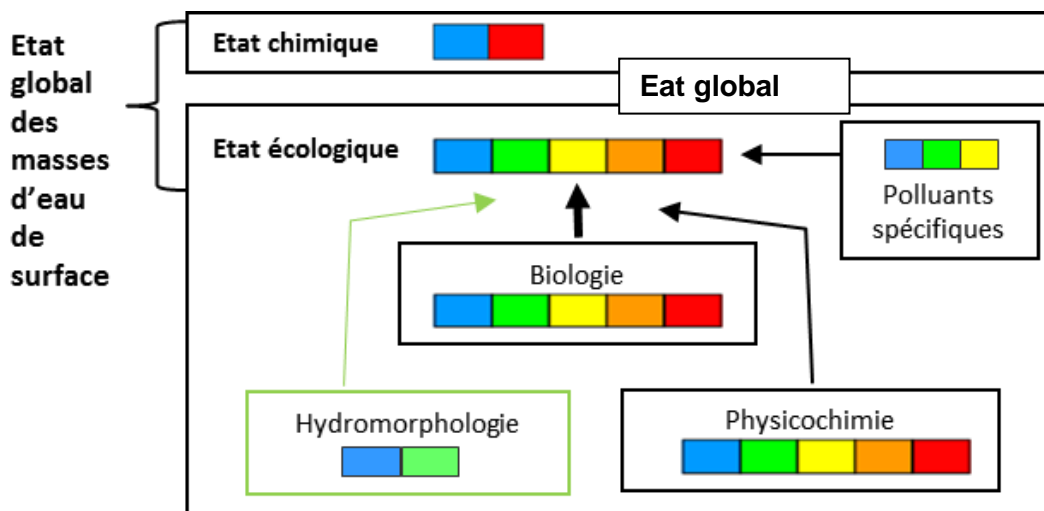 Etat
global
des
masses
d'eau
de
surface
Etat chimique
Eat global
Etat écologique
Polluants
spécifiques
Biologie
Hydromorphologie
Physicochimie